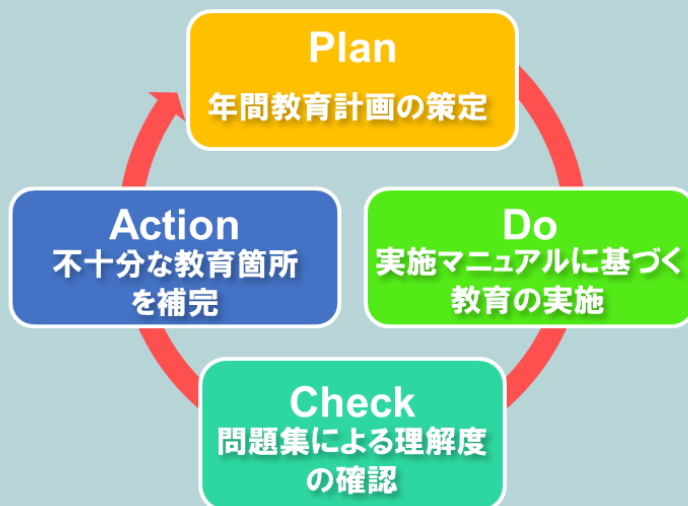 Plan
年間教育計画の策定
Action
不十分な教育箇所
を補完
Do
実施マニュアルに基づく
教育の実施
Check
問題集による理解度
の確認